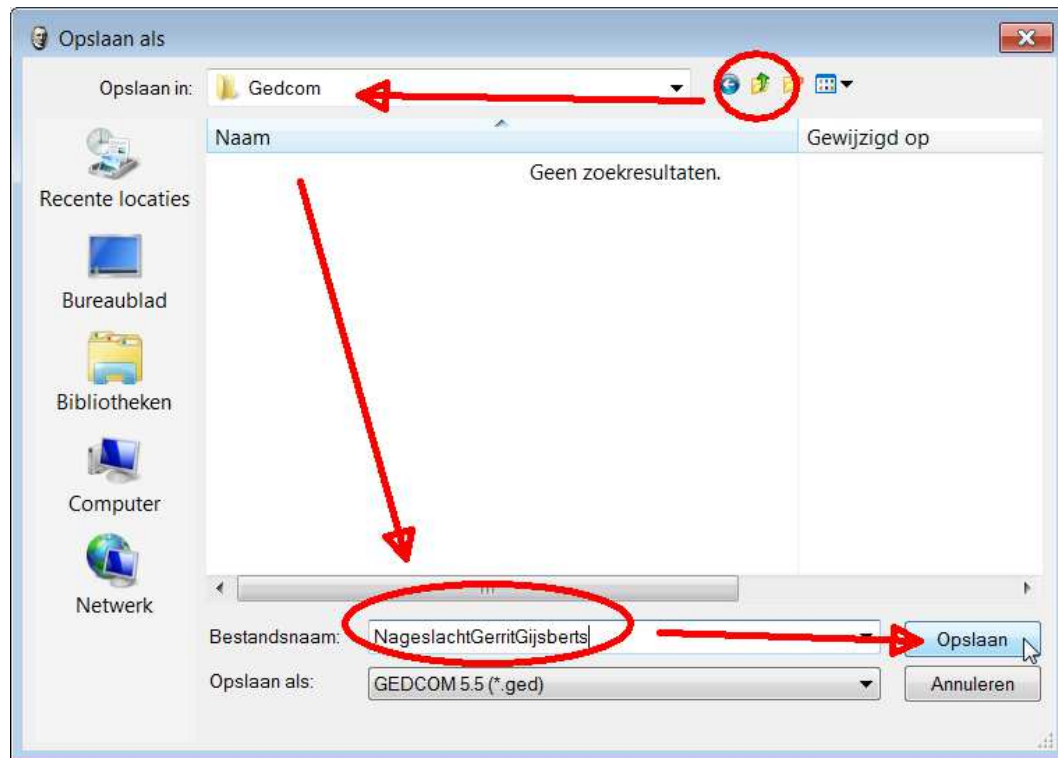 Opslaan als
Opslaan in: Gedcom
Naam Gewijzigd op
Geen zoekresultaten.
Recente locaties
Bureaublad
Bibliotheken
Computer
Netwerk
Bestandsnaam: NageslachtGerritGijsberts Opslaan
Opslaan als: GEDCOM 5.5 (*.ged) Annuleren